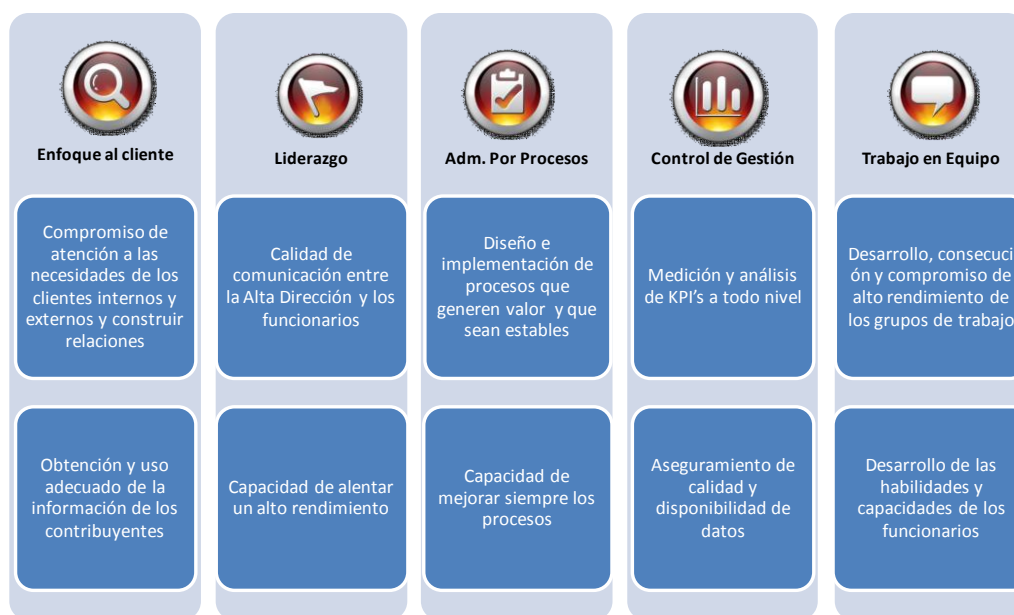 Enfoque al cliente
Compromiso de
atención a las
necesidades de los
clientes internos y
externos y construir
relaciones
Obtención y uso
adecuado de la
información de los
contribuyentes
Liderazgo
Calidad de
comunicación entre
la Alta Dirección y los
funcionarios
Capacidad de alentar
un alto rendimiento
Adm. Por Procesos
Diseño e
implementación de
procesos que
generen valor y que
sean estables
Capacidad de
mejorar siempre los
procesos
Control de Gestión
Medición y análisis
de KPI's a todo nivel
Aseguramiento de
calidad y
disponibilidad de
datos
Trabajo en Equipo
Desarrollo, consecuci
ón y compromiso de
alto rendimiento de
los grupos de trabajo
Desarrollo de las
habilidades y
capacidades de los
funcionarios